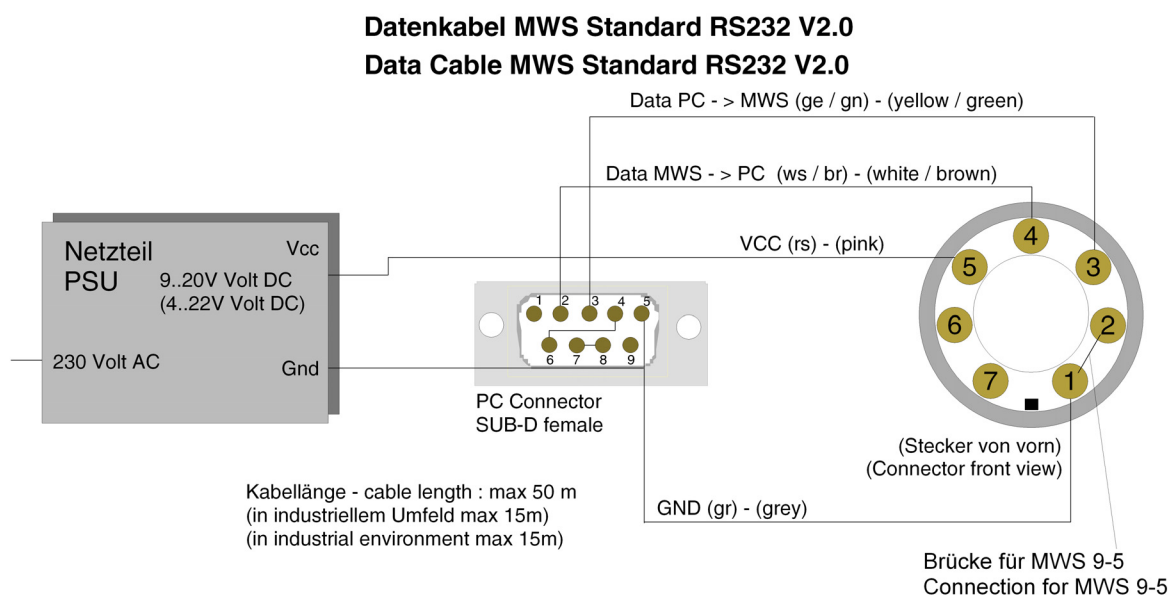 Datenkabel MWS Standard RS232 V2.0
Data Cable MWS Standard RS232 V2.0
Data PC - > MWS (ge / gn) - (yellow / green)
Data MWS - > PC (ws / br) - (white / brown)
VCC (rs) - (pink)
Netzteil
PSU
Vcc
9..20V Volt DC
(4..22V Volt DC)
230 Volt AC
Gnd
1 2 3 4 5
6 7 8 9
PC Connector
SUB-D female
4
5 3
6 2
7 1
(Stecker von vorn)
(Connector front view)
Kabellänge - cable length : max 50 m
(in industriellem Umfeld max 15m)
(in industrial environment max 15m)
GND (gr) - (grey)
Brücke für MWS 9-5
Connection for MWS 9-5